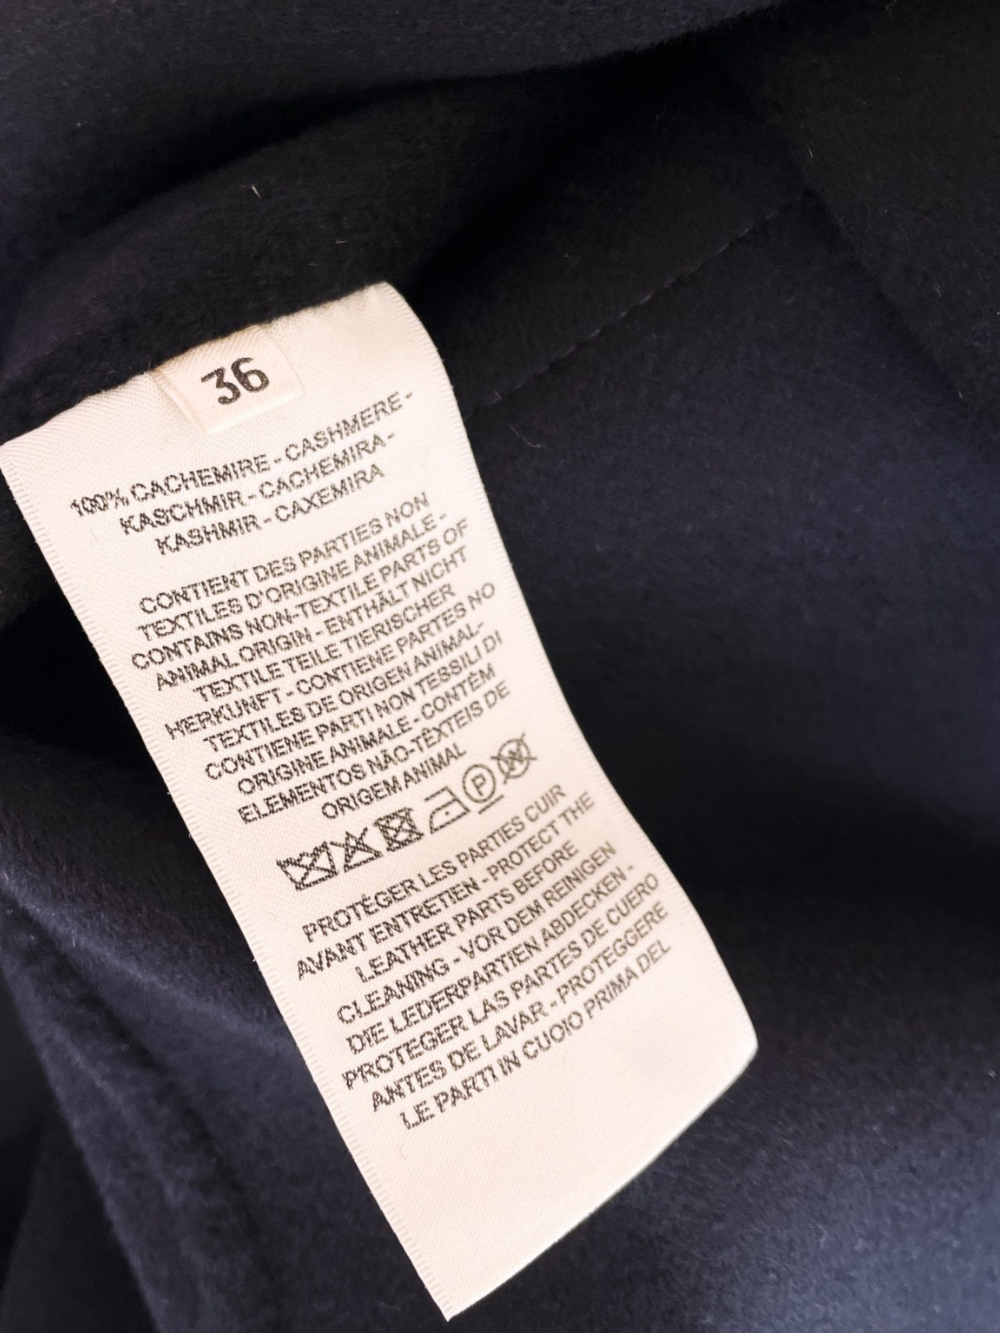 36
100% CACHEMIRE - CASHMERE -
KASCHMIR - CACHEMIRA -
KASHMIR - CAXEMIRA
CONTIENT DES PARTIES NON
TEXTILES D'ORIGINE ANIMALE -
CONTAINS NON-TEXTILE PARTS OF
ANIMAL ORIGIN - ENTHÄLT NICHT
TEXTILE TEILE TIERISCHER
HERKUNFT - CONTIENE PARTES NO
TEXTILES DE ORIGEN ANIMAL-
CONTIENE PARTI NON TESSILI DI
ORIGINE ANIMALE - CONTÉM
ELEMENTOS NÃO-TÊXTEIS DE
ORIGEM ANIMAL
P W
PROTÉGER LES PARTIES CUIR
AVANT ENTRETIEN - PROTECT THE
LEATHER PARTS BEFORE
CLEANING - VOR DEM REINIGEN
DIE LEDERPARTIEN ABDECKEN -
PROTEGER LAS PARTES DE CUERO
ANTES DE LAVAR - PROTEGGERE
LE PARTI IN CUOIO PRIMA DEL